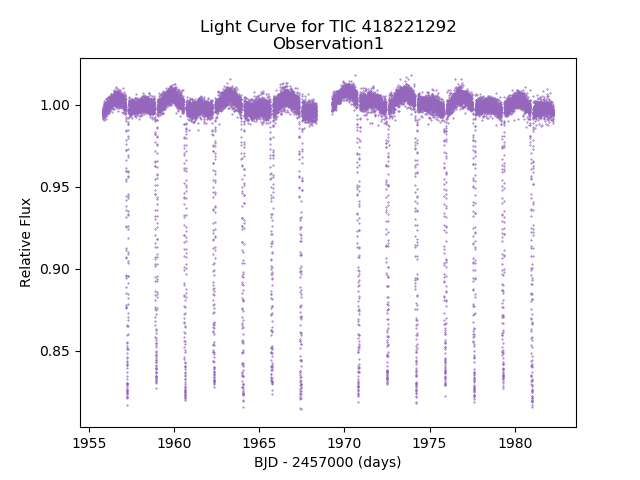 Light Curve for TIC 418221292
Observation1
1.00
0.95
0.90
0.85
Relative Flux
1955 1960 1965 1970 1975 1980
BJD - 2457000 (days)